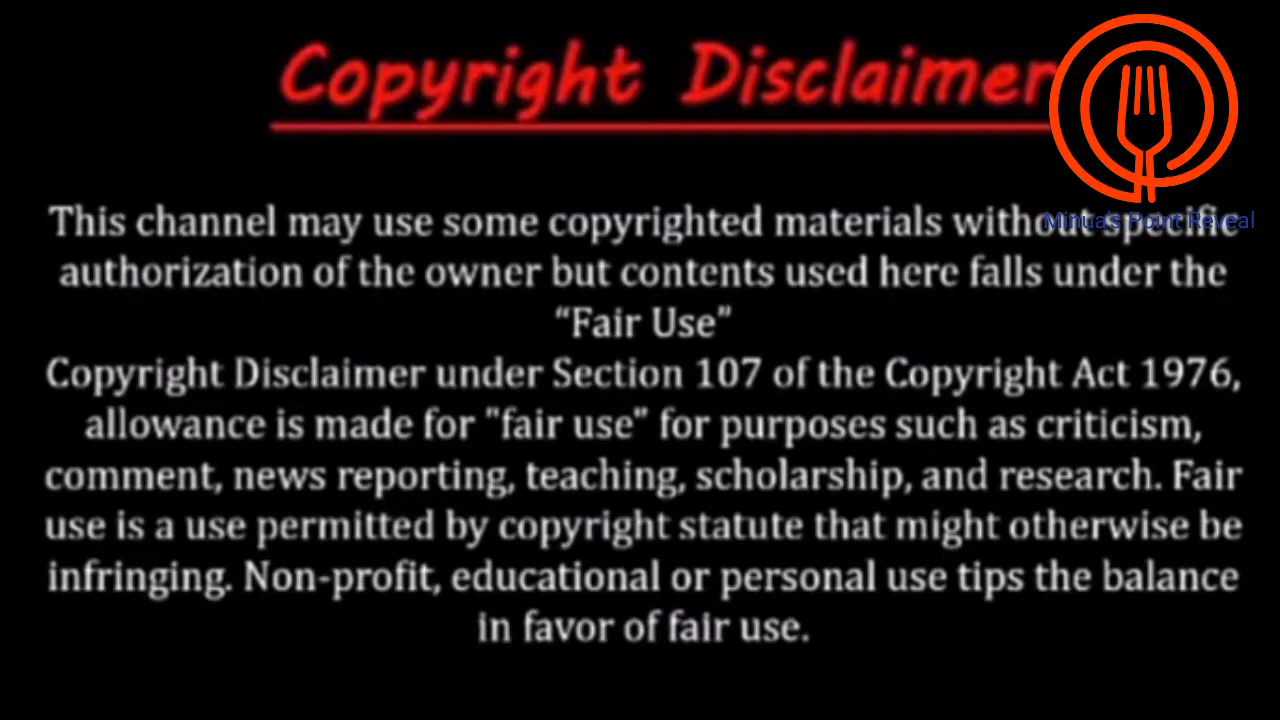 Copyright Disclaimer
This channel may use some copyrighted materials without specific
authorization of the owner but contents used here falls under the
“Fair Use”
Copyright Disclaimer under Section 107 of the Copyright Act 1976,
allowance is made for "fair use" for purposes such as criticism,
comment, news reporting, teaching, scholarship, and research. Fair
use is a use permitted by copyright statute that might otherwise be
infringing. Non-profit, educational or personal use tips the balance
in favor of fair use.
Minua's Point Reveal